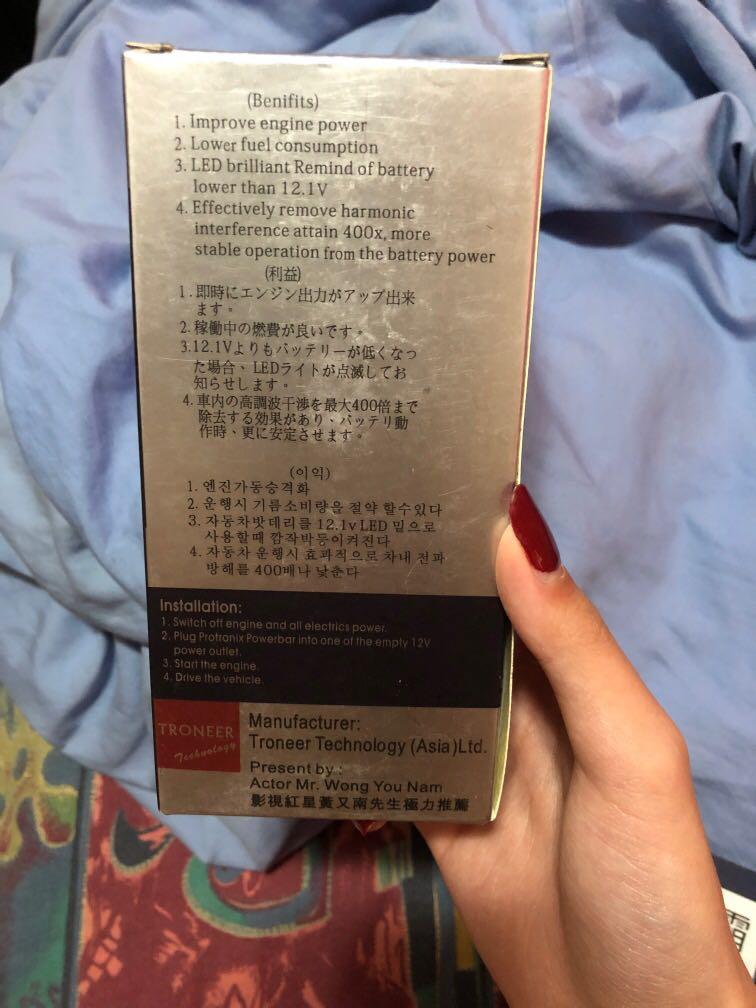 (Benifits)
1. Improve engine power
2. Lower fuel consumption
3. LED brilliant Remind of battery
lower than 12.1V
4. Effectively remove harmonic
interference attain 400x, more
stable operation from the battery power
(利益)
1. 即時にエンジン出力がアップ出来
ます。
2. 稼働中の燃費が良いです。
3.12.1Vよりもバッテリーが低くなっ
た場合、LEDライトが点滅してお
知らせします。
4. 車内の高調波干渉を最大400倍まで
除去する効果があり、バッテリ動
作時、更に安定させます。
(이익)
1. 엔진가동승격화
2. 운행시 기름소비량을 절약 할수있다
3. 자동차밧데리를 12.1v LED 밑으로
사용할때 깜작박등이켜진다
4. 자동차 운행시 효과적으로 차내 전파
방해를 400배나 낮춘다
Installation:
1. Switch off engine and all electrics power.
2. Plug Protranix Powerbar into one of the empty 12V
power outlet.
3. Start the engine.
4. Drive the vehicle.
TRONEER
Technology
Manufacturer:
Troneer Technology (Asia)Ltd.
Present by:
Actor Mr. Wong You Nam
影視紅星黃又南先生極力推薦